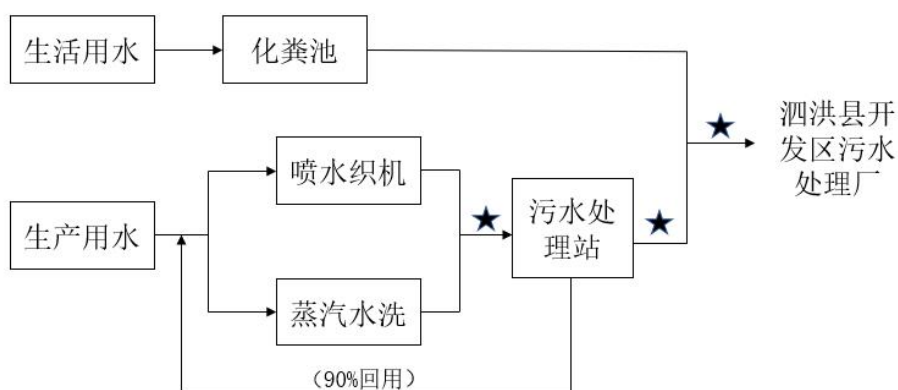 生活用水
化粪池
泗洪县开
发区污水
处理厂
喷水织机
生产用水
污水处
理站
蒸汽水洗
（90%回用）